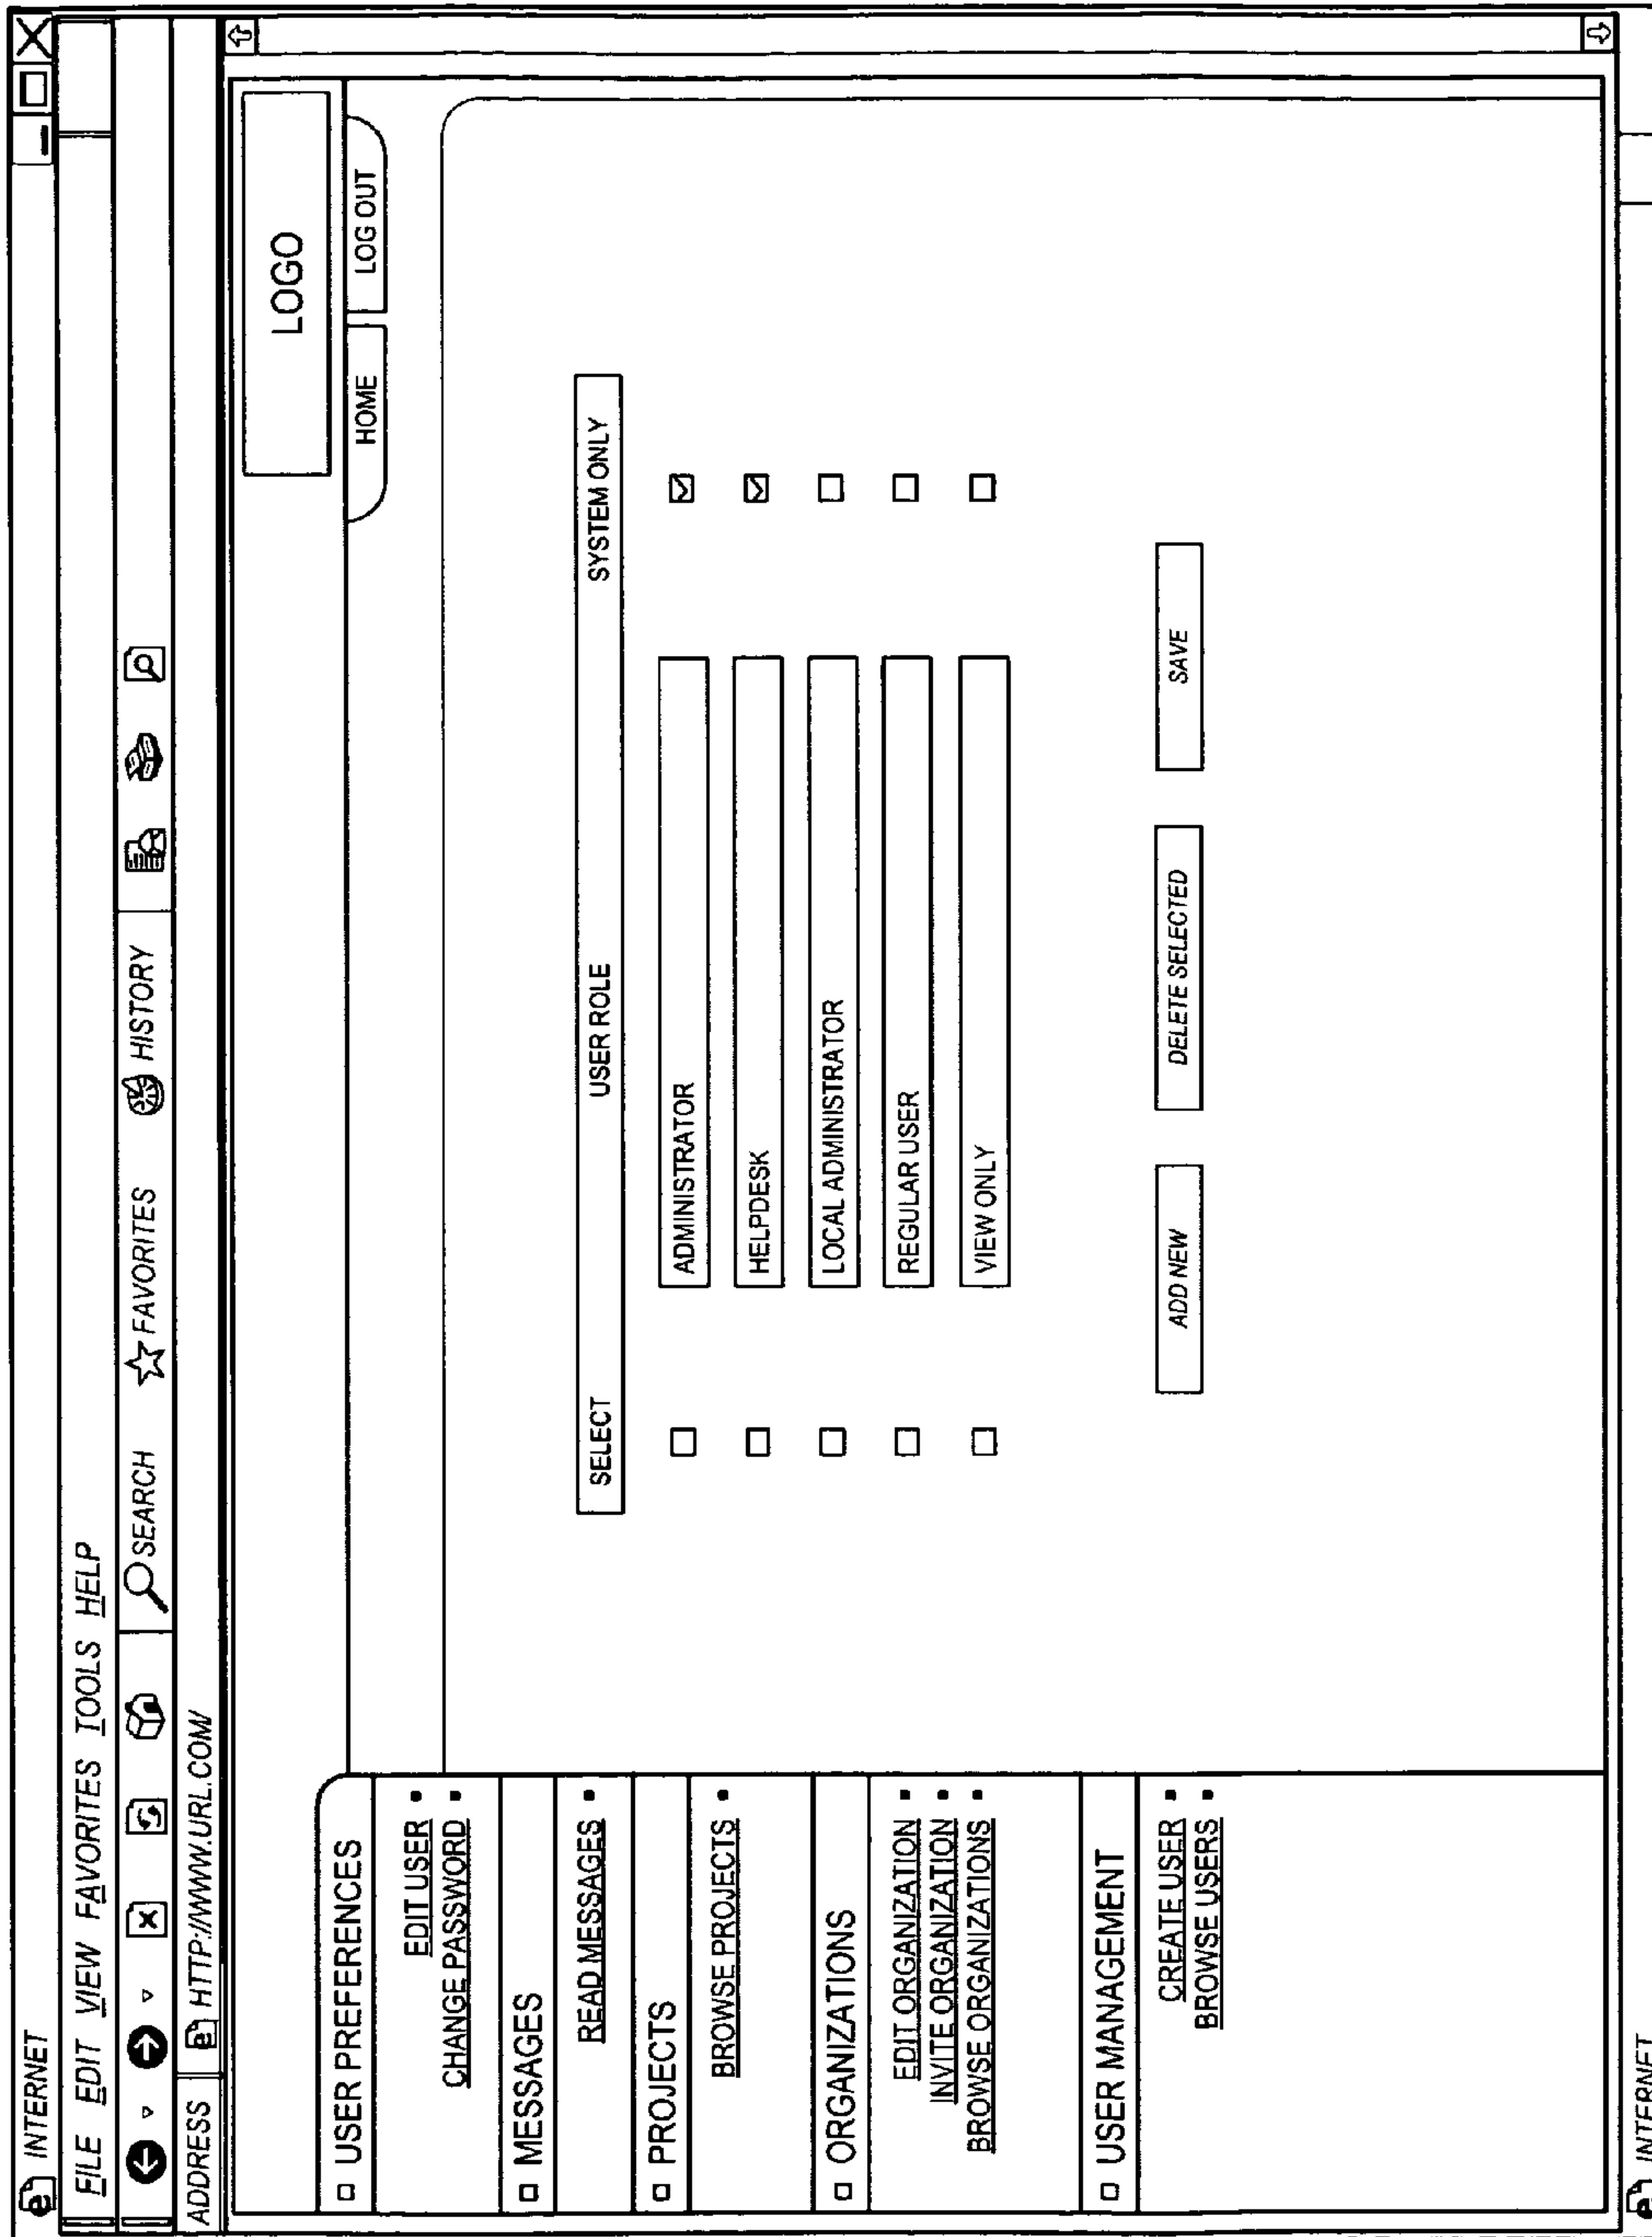 INTERNET
FILE EDIT VIEW FAVORITES TOOLS HELP
SEARCH FAVORITES HISTORY
ADDRESS HTTP://WWW.URL.COM/
LOGO
HOME LOG OUT
USER PREFERENCES
EDIT USER
CHANGE PASSWORD
MESSAGES
READ MESSAGES
PROJECTS
BROWSE PROJECTS
ORGANIZATIONS
EDIT ORGANIZATION
INVITE ORGANIZATION
BROWSE ORGANIZATIONS
USER MANAGEMENT
CREATE USER
BROWSE USERS
SELECT USER ROLE SYSTEM ONLY
ADMINISTRATOR
HELPDESK
LOCAL ADMINISTRATOR
REGULAR USER
VIEW ONLY
ADD NEW DELETE SELECTED SAVE
INTERNET